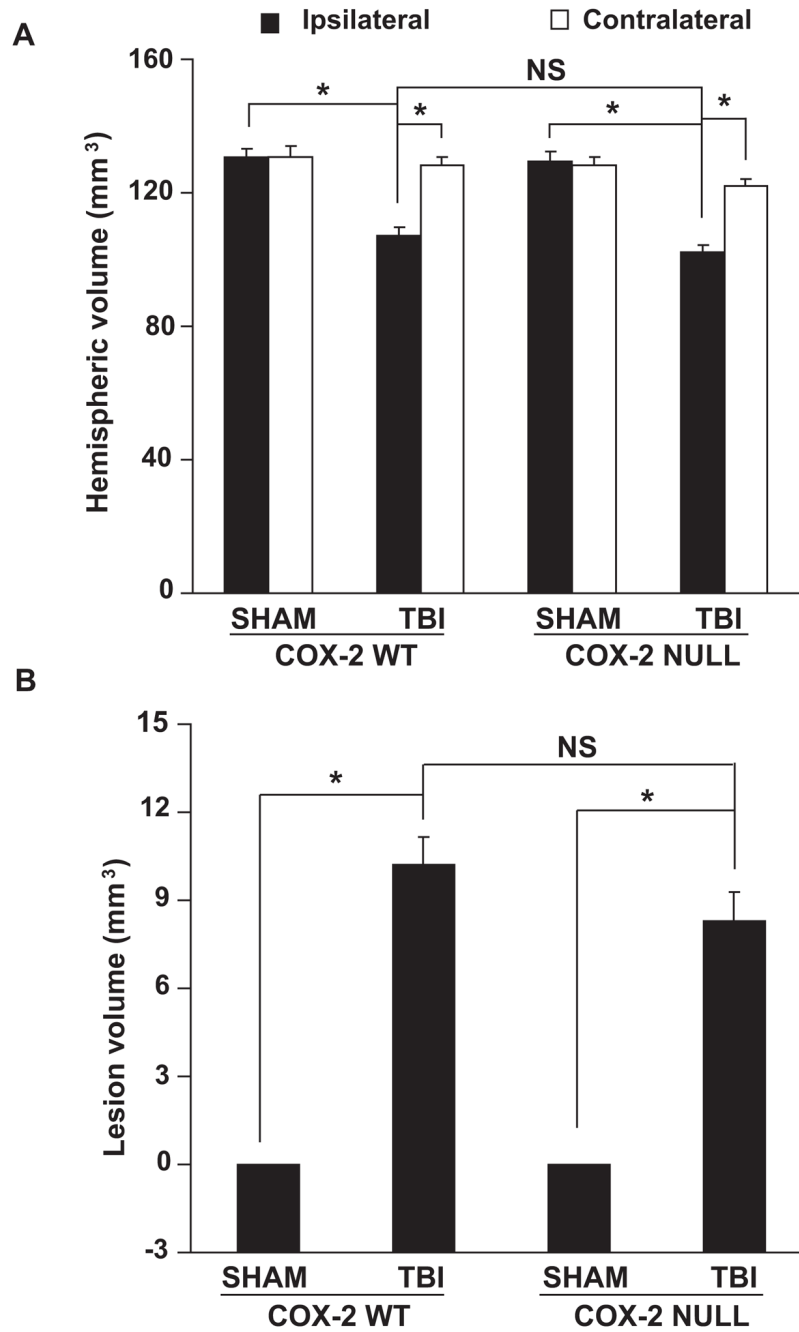 A
Ipsilateral
Contralateral
160
120
80
40
0
Hemispheric volume (mm³)
*
*
NS
*
*
SHAM
TBI
SHAM
TBI
COX-2 WT
COX-2 NULL
B
15
12
9
6
3
0
-3
Lesion volume (mm³)
*
NS
*
SHAM
TBI
SHAM
TBI
COX-2 WT
COX-2 NULL